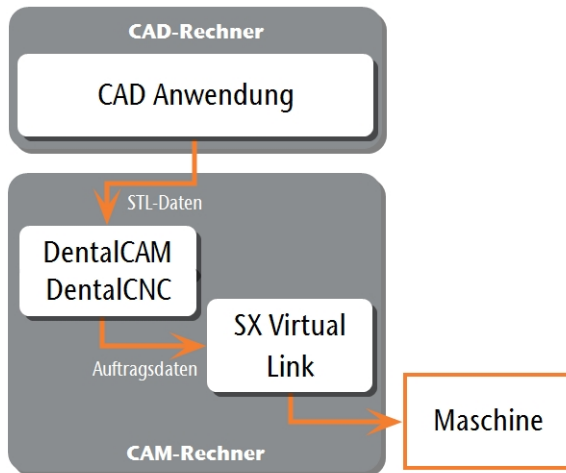 CAD-Rechner
CAD Anwendung
STL-Daten
DentalCAM
DentalCNC
SX Virtual
Link
Auftragsdaten
Maschine
CAM-Rechner